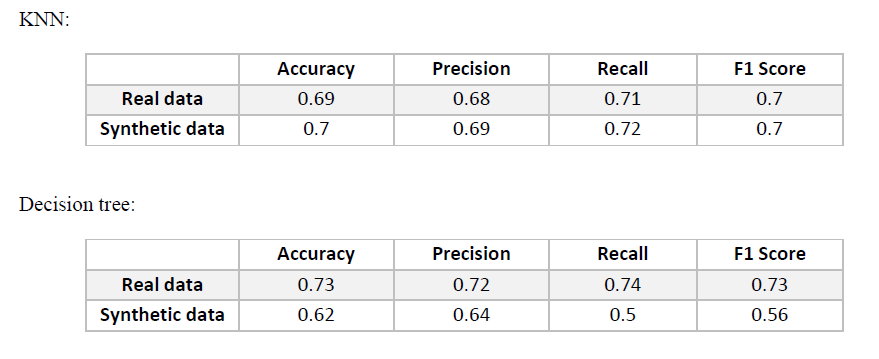 KNN:
Accuracy Precision Recall F1 Score
Real data 0.69 0.68 0.71 0.7
Synthetic data 0.7 0.69 0.72 0.7
Decision tree:
Accuracy Precision Recall F1 Score
Real data 0.73 0.72 0.74 0.73
Synthetic data 0.62 0.64 0.5 0.56